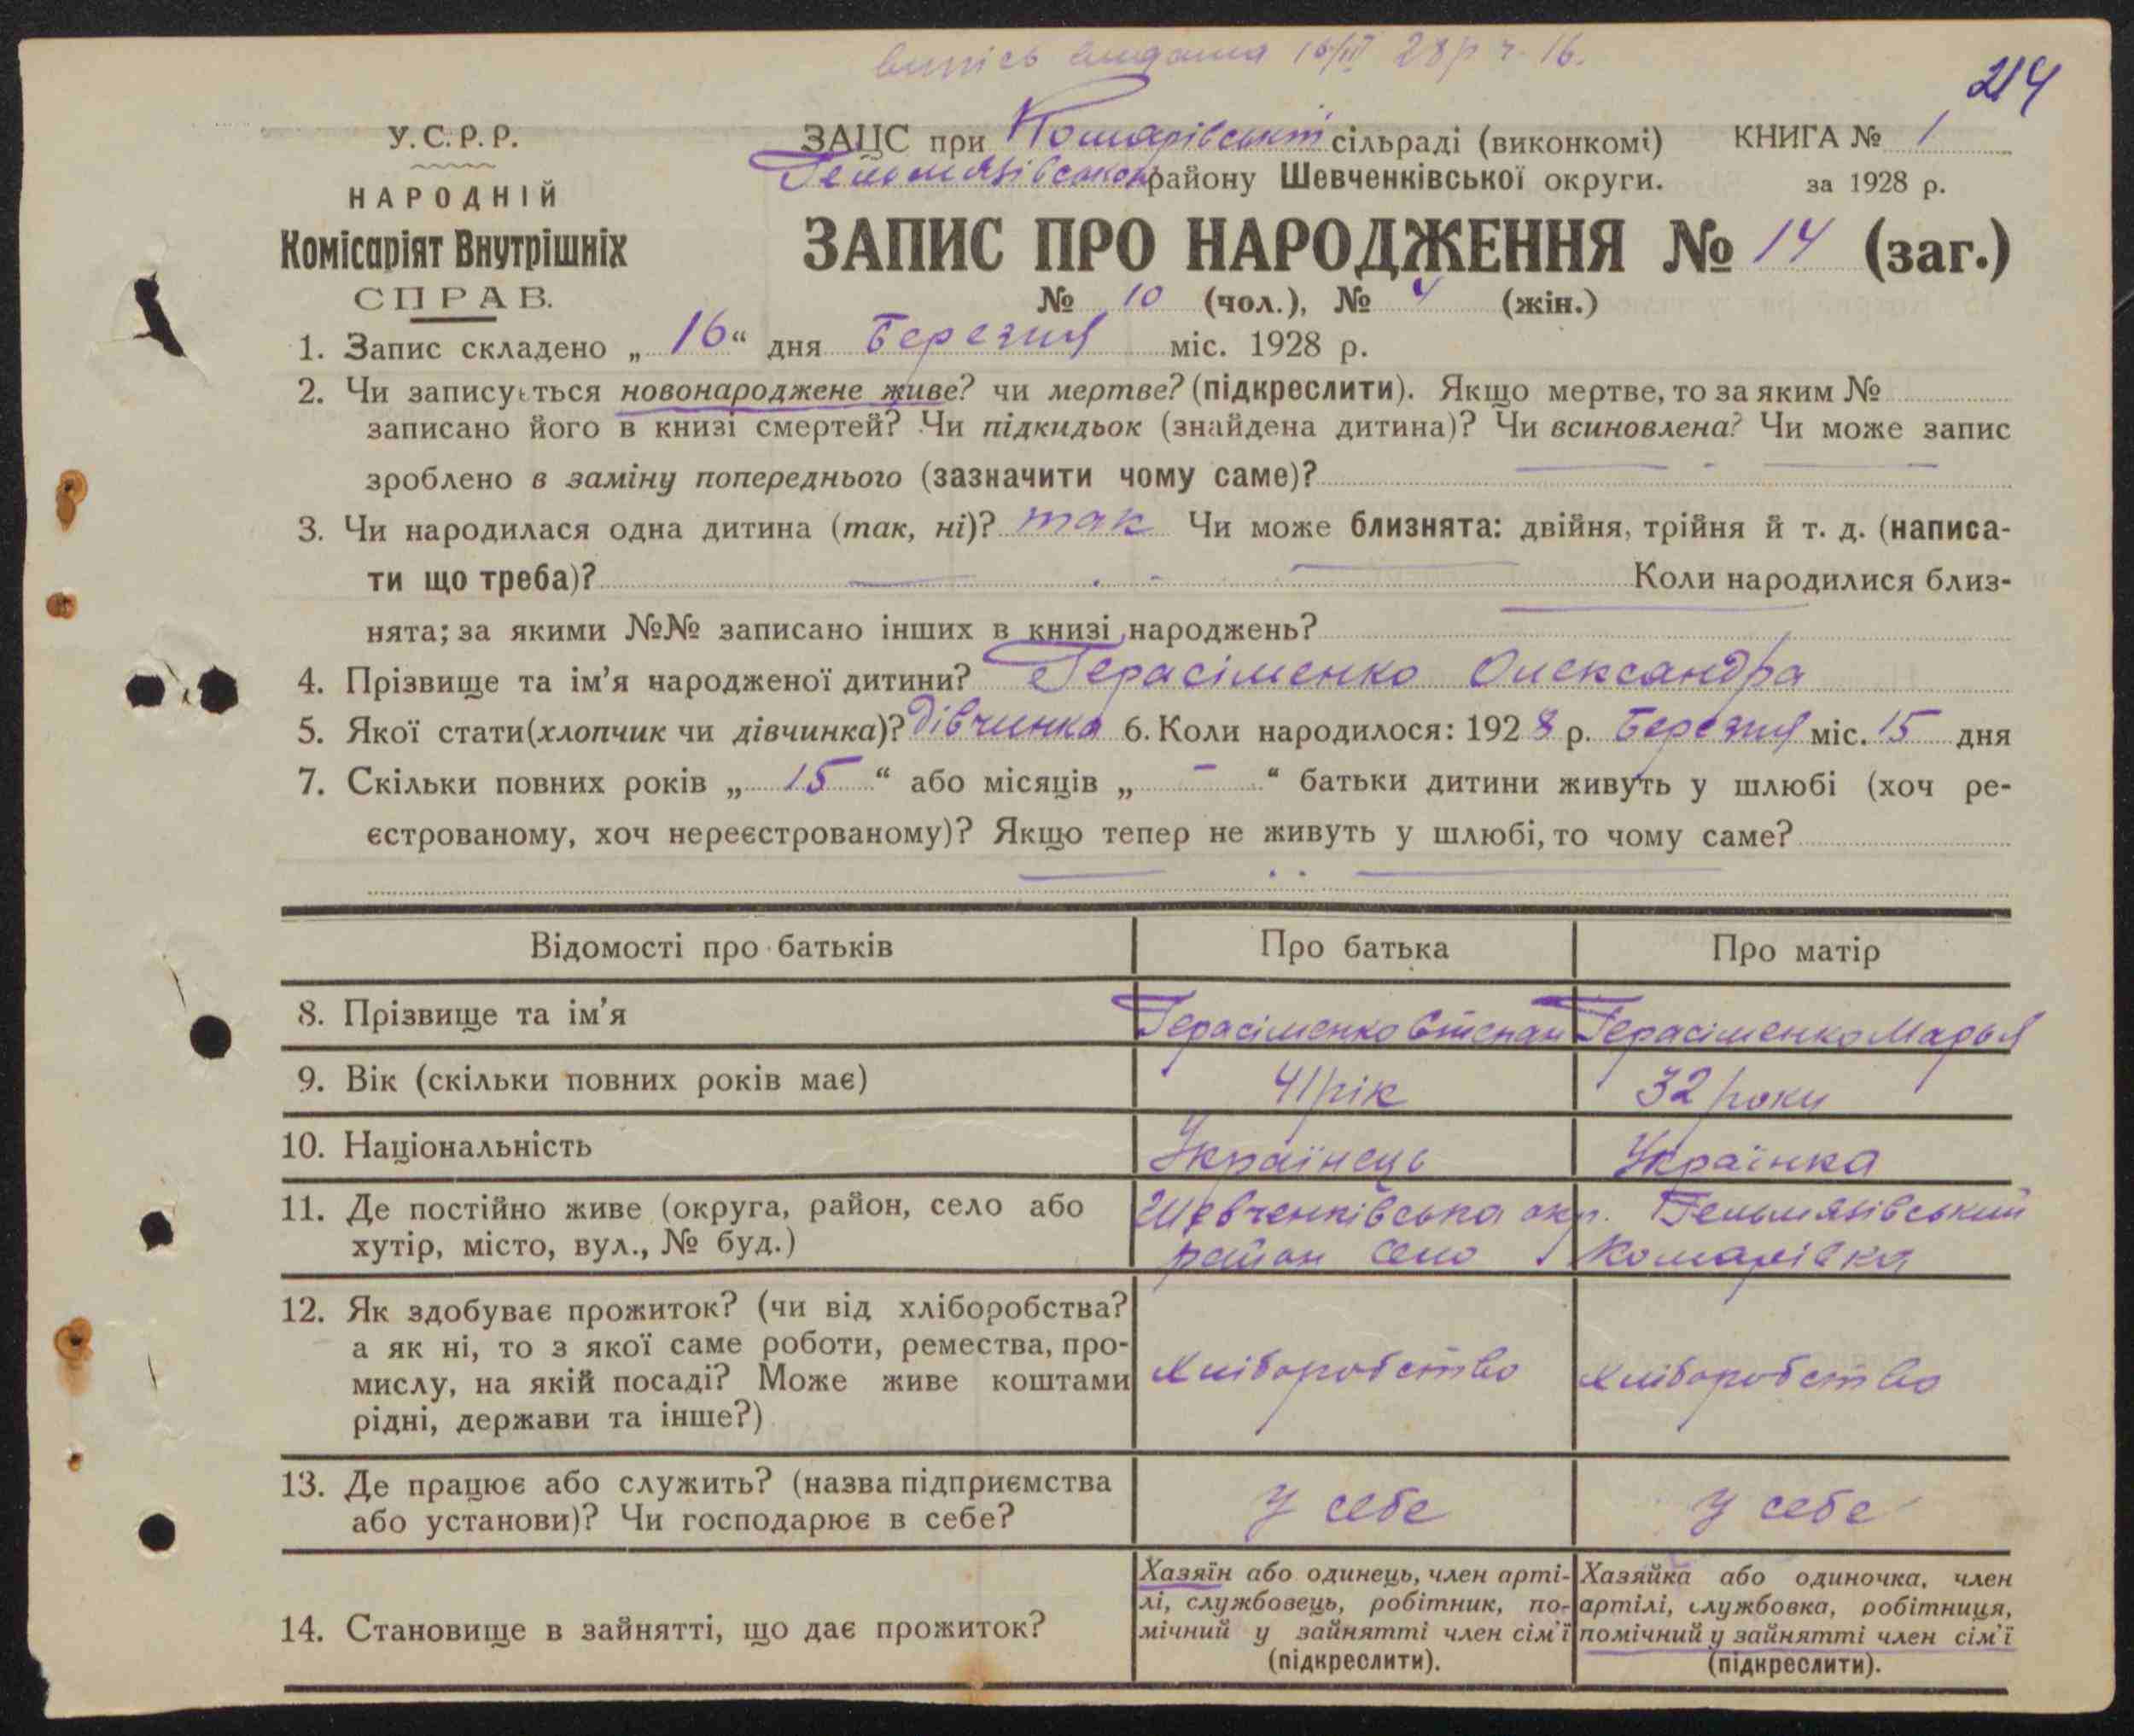 випісь видана 16/III 28 р ч. 16.
214
У.С.Р.Р.
НАРОДНІЙ
Комісаріят Внутрішніх
СПРАВ.
ЗАЦС при Комарівській сільраді (виконкомі) КНИГА № 1
Гельмязівського району Шевченківської округи. за 1928 р.
ЗАПИС ПРО НАРОДЖЕННЯ № 14 (заг.)
№ 10 (чол.), № 4 (жін.)
1. Запис складено „ 16 “ дня Березня міс. 1928 р.
2. Чи записується новонароджене живе? чи мертве? (підкреслити). Якщо мертве, то за яким №
записано його в книзі смертей? Чи підкидьок (знайдена дитина)? Чи всиновлена? Чи може запис
зроблено в заміну попереднього (зазначити чому саме)?
3. Чи народилася одна дитина (так, ні)? так Чи може близнята: двійня, трійня й т. д. (написа-
ти що треба)? Коли народилися близ-
нята; за якими №№ записано інших в книзі народжень?
4. Прізвище та ім’я народженої дитини? Герасіменко Олександра
5. Якої стати (хлопчик чи дівчинка)? Дівчинка 6. Коли народилося: 1928 р. Березня міс. 15 дня
7. Скільки повних років „ 15 “ або місяців „ - “ батьки дитини живуть у шлюбі (хоч ре-
єстрованому, хоч нереєстрованому)? Якщо тепер не живуть у шлюбі, то чому саме?
Відомості про батьків Про батька Про матір
8. Прізвище та ім’я Герасіменко Степан Герасіменко Марья
9. Вік (скільки повних років має) 41 рік 32 роки
10. Національність Українець Українка
11. Де постійно живе (округа, район, село або Шевченківська окр. Гельмязівський
хутір, місто, вул., № буд.) район село Комарівка
12. Як здобуває прожиток? (чи від хліборобства?
а як ні, то з якої саме роботи, ремества, про-
мислу, на якій посаді? Може живе коштами хліборобство хліборобство
рідні, держави та інше?)
13. Де працює або служить? (назва підприємства
або установи)? Чи господарює в себе? У себе У себе
14. Становище в зайнятті, що дає прожиток?
Хазяїн або одинець, член арті-
лі, службовець, робітник, по-
мічний у зайнятті член сім’ї
(підкреслити).
Хазяйка або одиночка, член
артілі, службовка, робітниця,
помічний у зайнятті член сім’ї
(підкреслити).